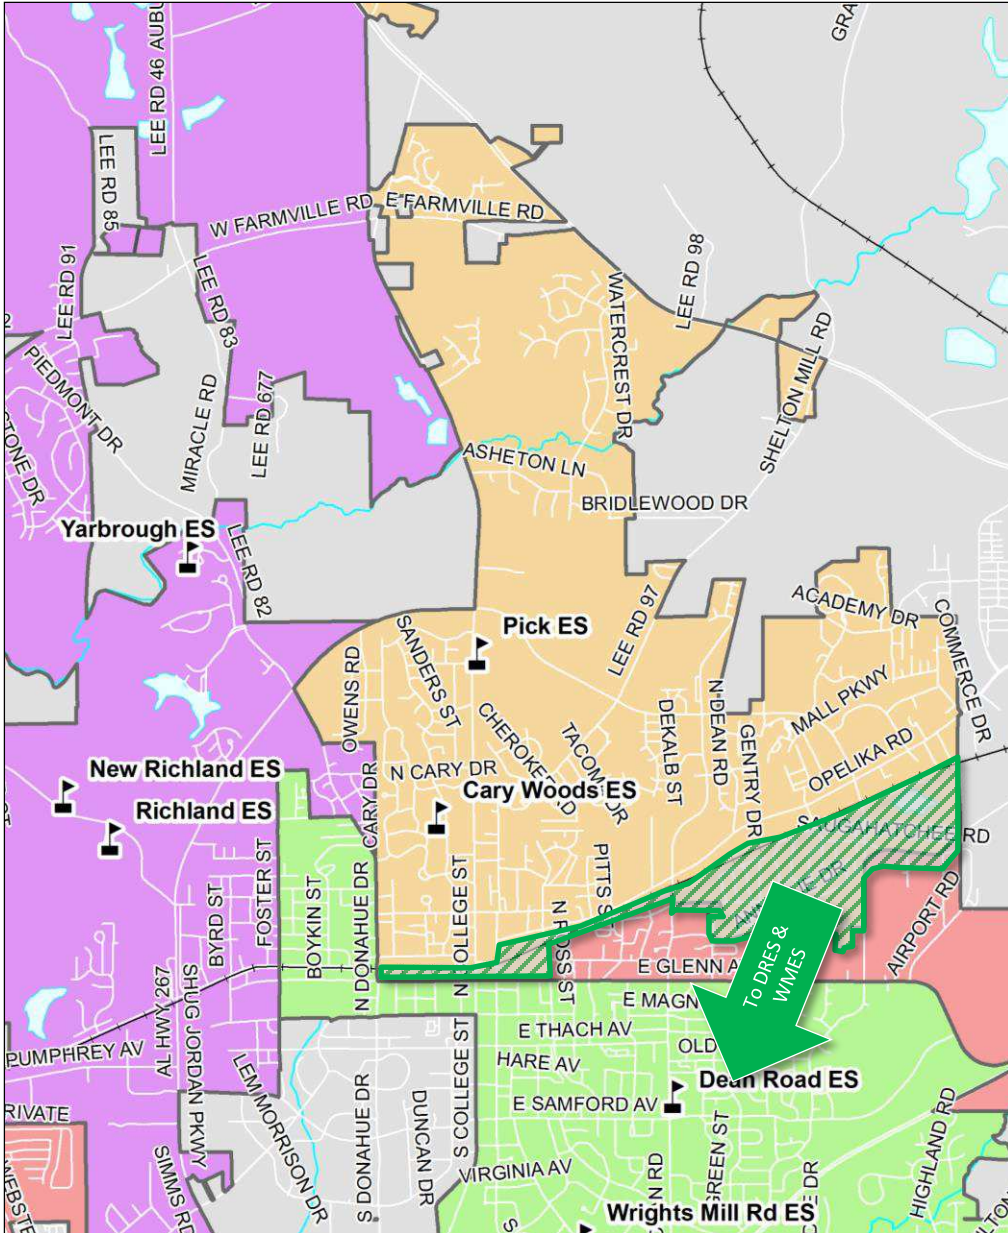 LEE RD 46 AUBU
GRA
LEE RD 85
W FARMVILLE RD
E FARMVILLE RD
LEE RD 91
LEE RD 83
LEE RD 98
WATERCREST DR
SHELTON MILL RD
PIEDMONT DR
MIRACLE RD
LEE RD 677
STONE DR
ASHETON LN
BRIDLEWOOD DR
Yarbrough ES
LEE RD 82
ACADEMY DR
COMMERCE DR
Pick ES
SANDERS ST
LEE RD 97
OWENS RD
N DEAN RD
MALL PKWY
DEKALB ST
CHEROKEE RD
GENTRY DR
OPELIKA RD
New Richland ES
N CARY DR
Cary Woods ES
Richland ES
CARY DR
SAUGAHATCHEE RD
FOSTER ST
BYRD ST
BOYKIN ST
N DONAHUE DR
N COLLEGE ST
PITTS S
N ROSS ST
AIRPORT RD
E GLENN A
To DRES &
WMES
AL HWY 267
SHUG JORDAN PKWY
E MAGN
E THACH AV
OLD
PUMPHREY AV
HARE AV
Dean Road ES
E SAMFORD AV
RIVATE
LEM MORRISON DR
S DONAHUE DR
DUNCAN DR
S COLLEGE ST
GREEN ST
HIGHLAND RD
WEBSTE
SIMMS RD
VIRGINIA AV
N RD
CE DR
Wrights Mill Rd ES